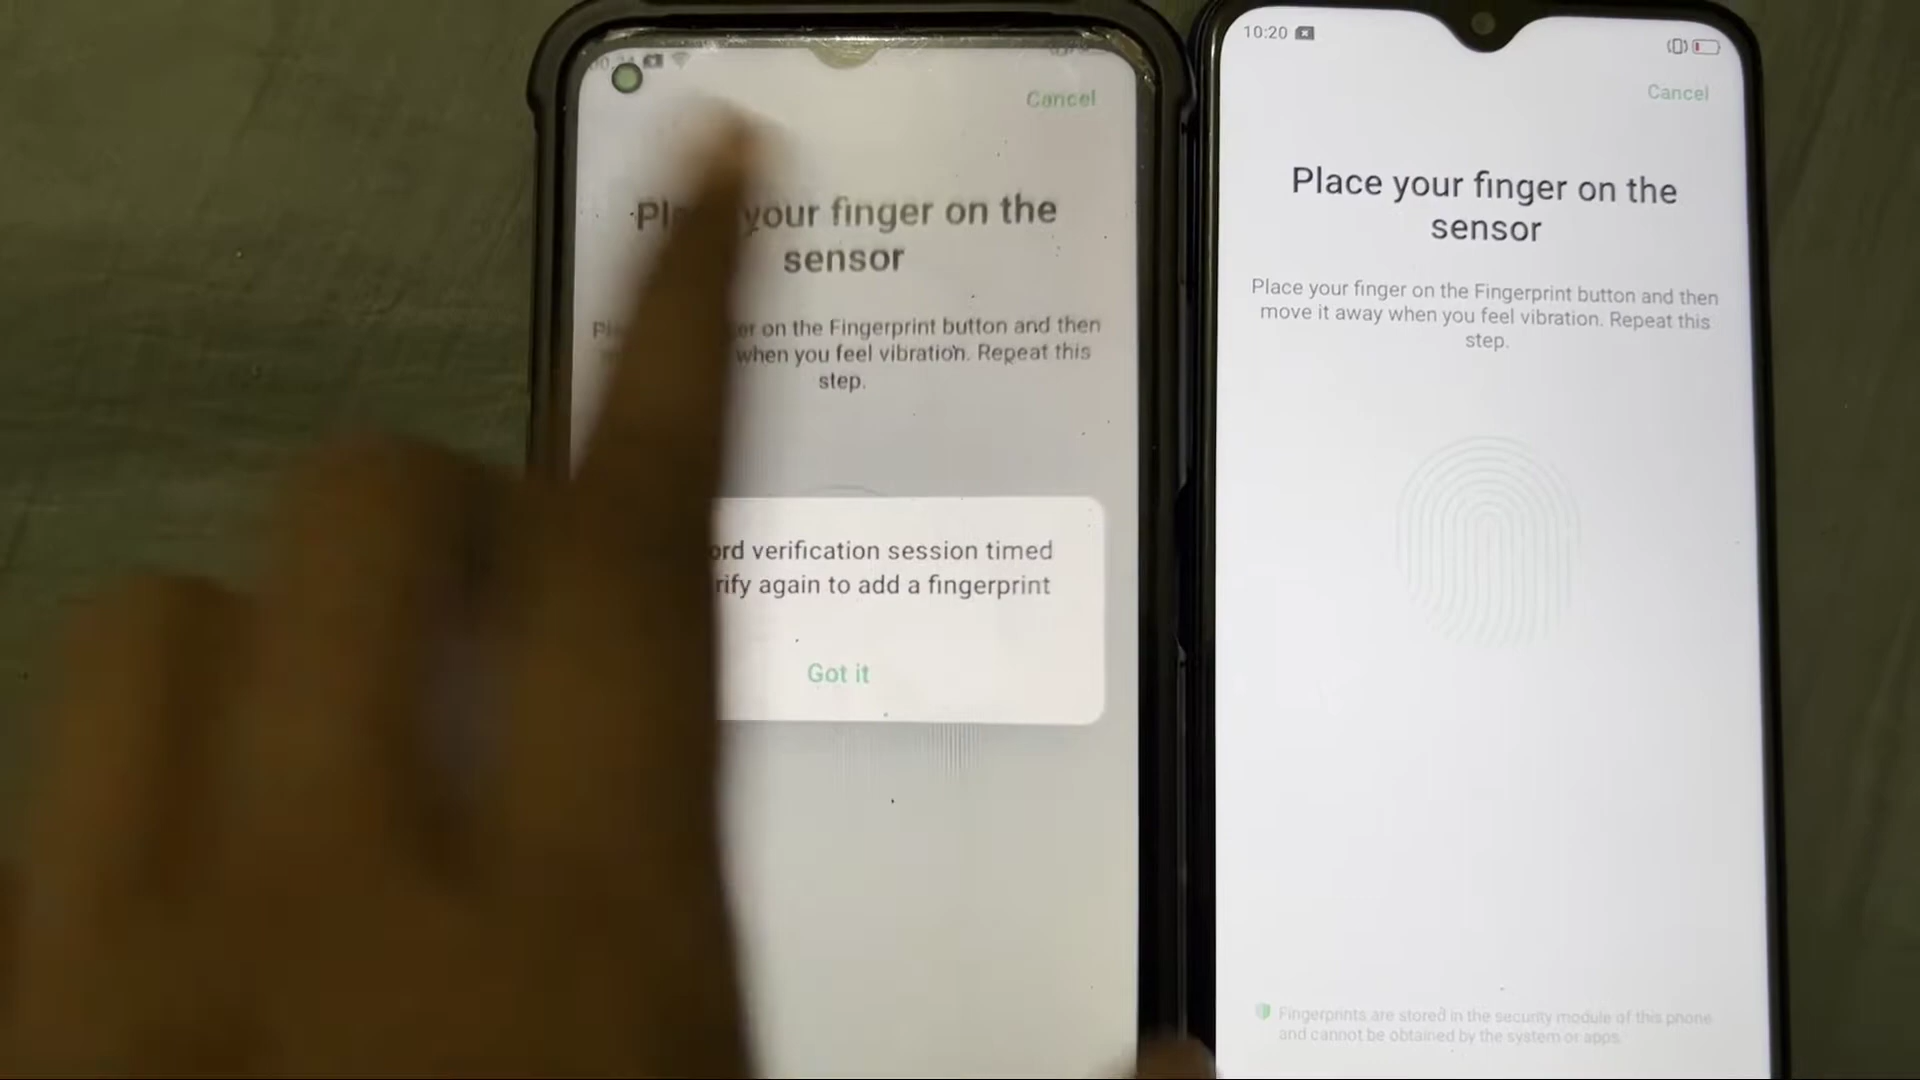 Cancel
your finger on the
sensor
on the Fingerprint button and then
when you feel vibration. Repeat this
step.
verification session timed
again to add a fingerprint
Got it
10:20
Cancel
Place your finger on the
sensor
Place your finger on the Fingerprint button and then
move it away when you feel vibration. Repeat this
step.
Fingerprints are stored in the security module of this phone
and cannot be obtained by the system or apps.